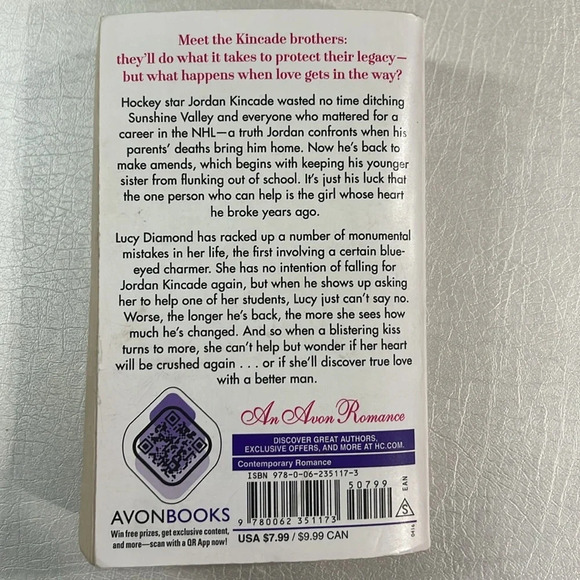 Meet the Kincade brothers:
they'll do what it takes to protect their legacy—
but what happens when love gets in the way?
Hockey star Jordan Kincade wasted no time ditching
Sunshine Valley and everyone who mattered for a
career in the NHL—a truth Jordan confronts when his
parents' deaths bring him home. Now he's back to
make amends, which begins with keeping his younger
sister from flunking out of school. It's just his luck that
the one person who can help is the girl whose heart
he broke years ago.
Lucy Diamond has racked up a number of monumental
mistakes in her life, the first involving a certain blue-
eyed charmer. She has no intention of falling for
Jordan Kincade again, but when he shows up asking
her to help one of her students, Lucy just can't say no.
Worse, the longer he's back, the more she sees how
much he's changed. And so when a blistering kiss
turns to more, she can't help but wonder if her heart
will be crushed again . . . or if she'll discover true love
with a better man.
An Avon Romance
DISCOVER GREAT AUTHORS,
EXCLUSIVE OFFERS, AND MORE AT HC.COM.
Contemporary Romance
ISBN 978-0-06-235117-3
50799
9 780062 351173
S
EAN
0416
USA $7.99 / $9.99 CAN
AVONBOOKS
Win free prizes, get exclusive content,
and more—scan with a QR App now!